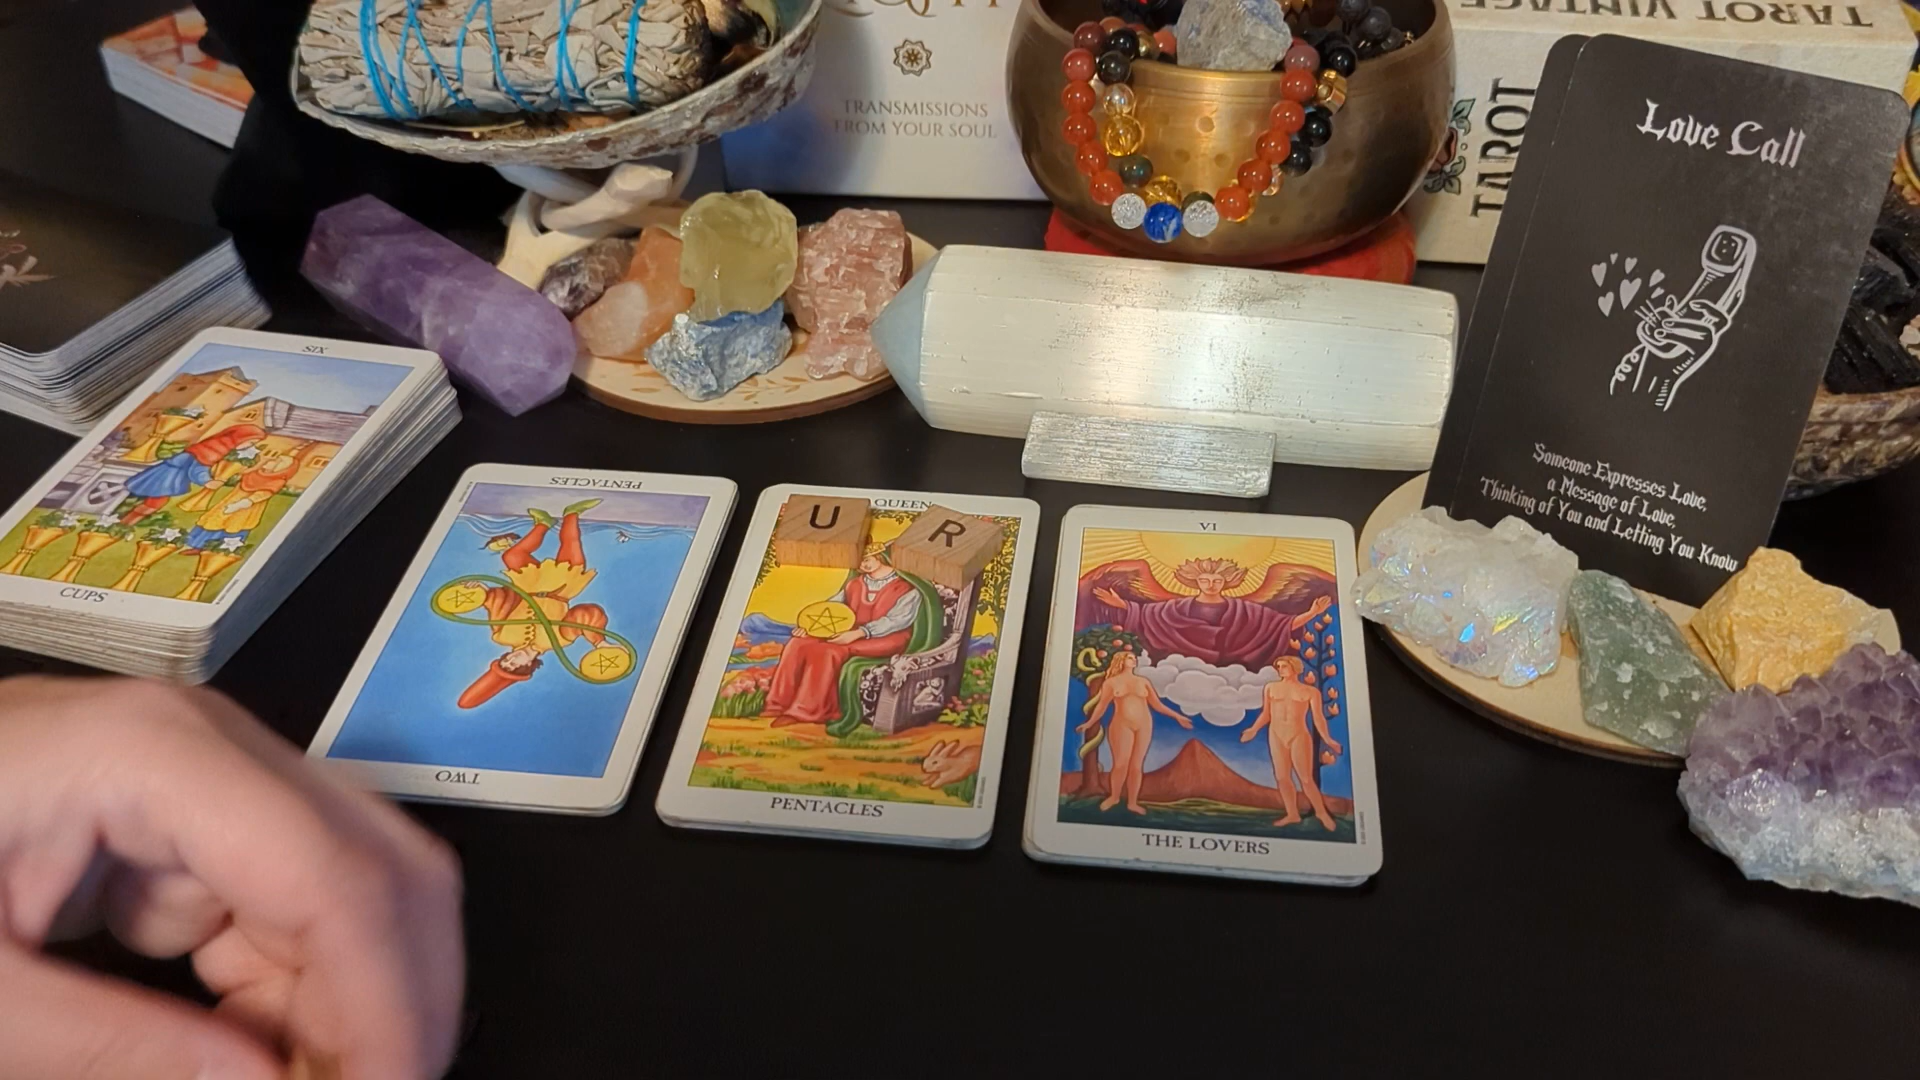 TRANSMISSIONS
FROM YOUR SOUL
TAROT VINTAGE
TAROT
Love Call
Someone Expresses Love,
a Message of Love,
Thinking of You and Letting You Know
SIX
CUPS
PENTACLES
TWO
QUEEN
U
R
PENTACLES
VI
THE LOVERS